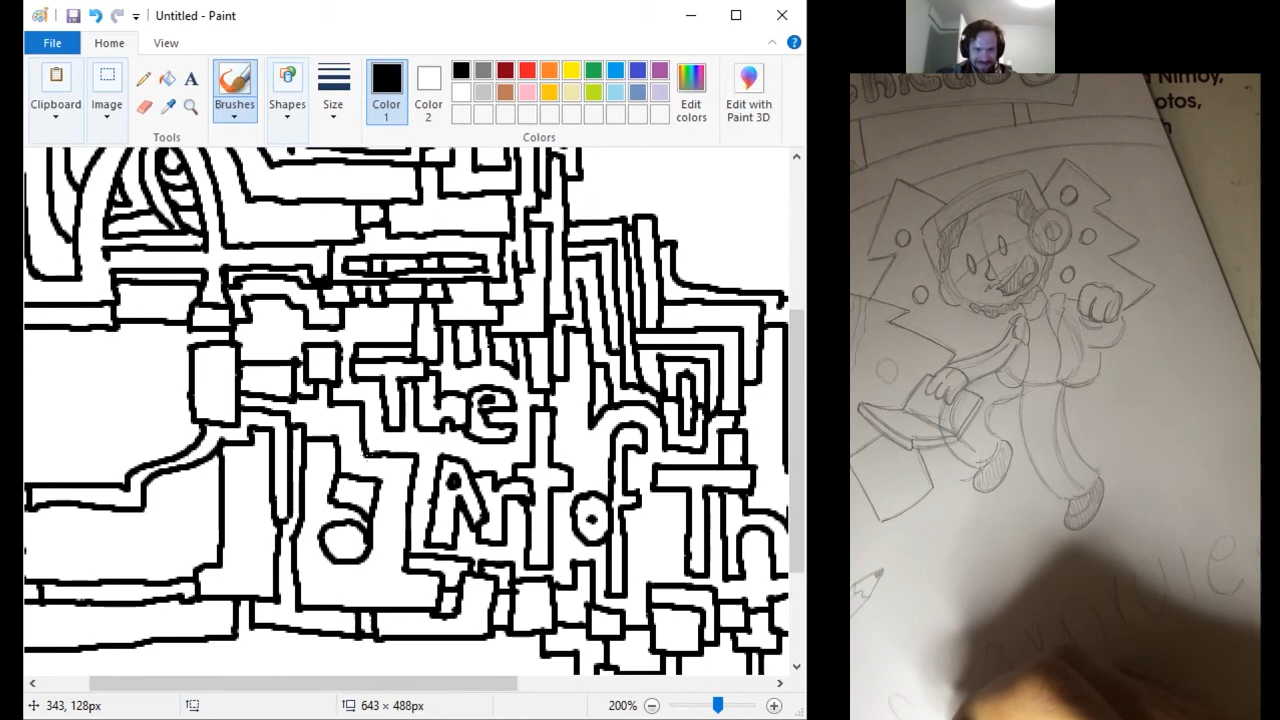 Untitled - Paint
File Home View
Clipboard
Image
Tools
Brushes
Shapes
Size
Color 1
Color 2
Edit colors
Edit with Paint 3D
Colors
Nimoy,
otos,
The
Art of Th
343, 128px
643 × 488px
200%